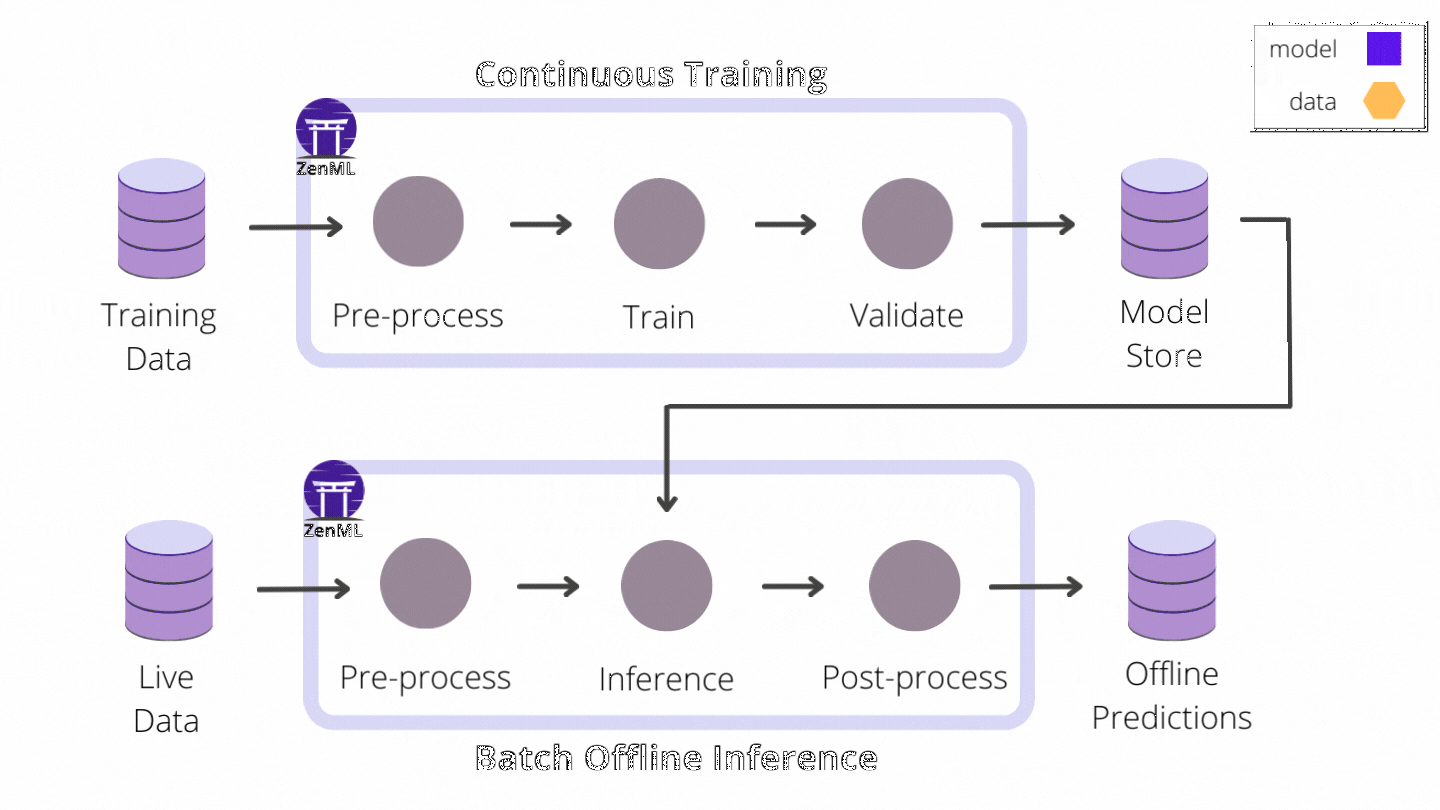 Continuous Training
model
data
ZenML
Pre-process
Train
Validate
Training
Data
Model
Store
ZenML
Pre-process
Inference
Post-process
Live
Data
Offline
Predictions
Batch Offline Inference